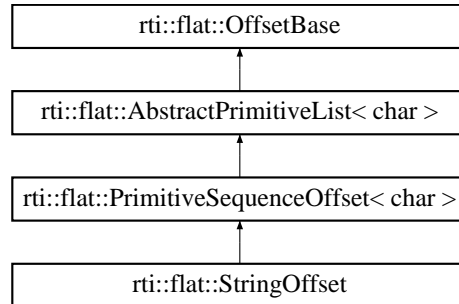 rti::flat::OffsetBase
rti::flat::AbstractPrimitiveList< char >
rti::flat::PrimitiveSequenceOffset< char >
rti::flat::StringOffset